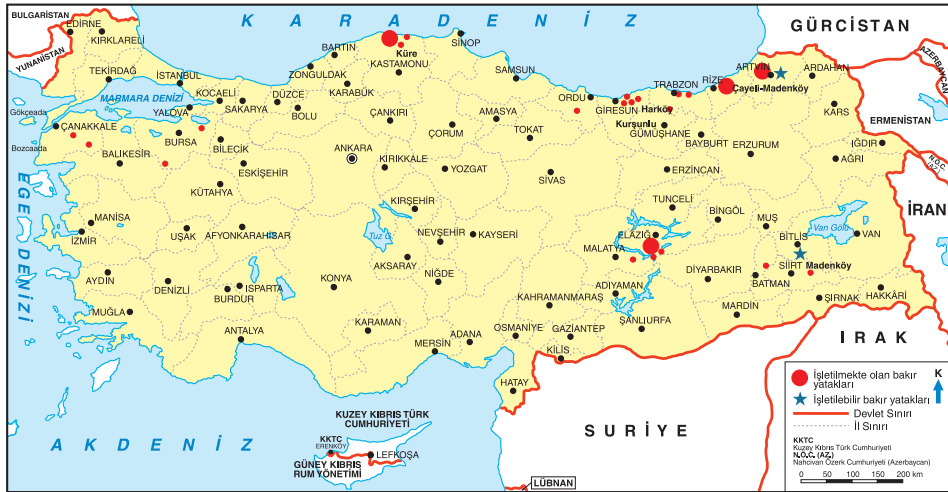 BULGARİSTAN
YUNANİSTAN
EDİRNE
KIRKLARELİ
TEKİRDAĞ
İSTANBUL
MARMARA DENİZİ
K A R A D E N İ Z
GÜRCİSTAN
AZERBAYCAN
ERMENİSTAN
N.Ö.C.
(AZ.)
İRAN
I R A K
S U R İ Y E
LÜBNAN
A K D E N İ Z
E G E D E N İ Z İ
Gökçeada
Bozcaada
ÇANAKKALE
BALIKESİR
BURSA
YALOVA
KOCAELİ
SAKARYA
DÜZCE
BOLU
BİLECİK
ESKİŞEHİR
KÜTAHYA
ZONGULDAK
BARTIN
KARABÜK
Küre
KASTAMONU
SİNOP
SAMSUN
ÇANKIRI
ÇORUM
AMASYA
TOKAT
ORDU
GİRESUN
Harköy
Kurşunlu
GÜMÜŞHANE
TRABZON
RİZE
Çayeli-Madenköy
ARTVİN
ARDAHAN
KARS
IĞDIR
AĞRI
BAYBURT
ERZURUM
ERZİNCAN
ANKARA
KIRIKKALE
YOZGAT
SİVAS
KIRŞEHİR
NEVŞEHİR
KAYSERİ
Tuz G.
AKSARAY
NİĞDE
KONYA
KARAMAN
MERSİN
ADANA
OSMANİYE
HATAY
KİLİS
GAZİANTEP
KAHRAMANMARAŞ
ADIYAMAN
ŞANLIURFA
MALATYA
ELAZIĞ
TUNCELİ
BİNGÖL
MUŞ
BİTLİS
Van Gölü
VAN
SİİRT
Madenköy
BATMAN
DİYARBAKIR
MARDİN
ŞIRNAK
HAKKÂRİ
MANİSA
İZMİR
UŞAK
AFYONKARAHİSAR
AYDIN
DENİZLİ
BURDUR
ISPARTA
MUĞLA
ANTALYA
KUZEY KIBRIS TÜRK
CUMHURİYETİ
KKTC
ERENKÖY
LEFKOŞA
GÜNEY KIBRIS
RUM YÖNETİMİ
İşletilmekte olan bakır
yatakları
K
İşletilebilir bakır yatakları
Devlet Sınırı
İl Sınırı
KKTC
Kuzey Kıbrıs Türk Cumhuriyeti
N.Ö.C. (AZ.)
Nahcivan Özerk Cumhuriyeti (Azerbaycan)
0 50 100 150 200 km